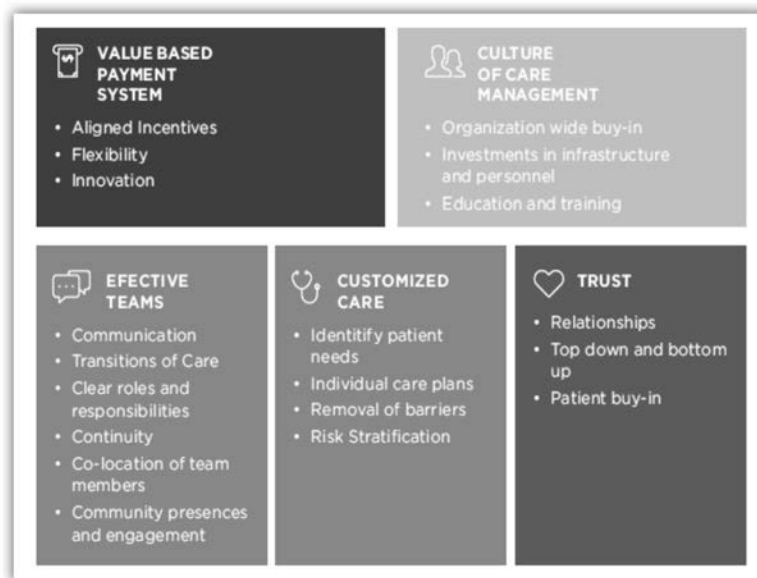 VALUE BASED
PAYMENT
SYSTEM
• Aligned Incentives
• Flexibility
• Innovation
CULTURE
OF CARE
MANAGEMENT
• Organization wide buy-in
• Investments in infrastructure
and personnel
• Education and training
EFECTIVE
TEAMS
• Communication
• Transitions of Care
• Clear roles and
responsibilities
• Continuity
• Co-location of team
members
• Community presences
and engagement
CUSTOMIZED
CARE
• Identitify patient
needs
• Individual care plans
• Removal of barriers
• Risk Stratification
TRUST
• Relationships
• Top down and bottom
up
• Patient buy-in